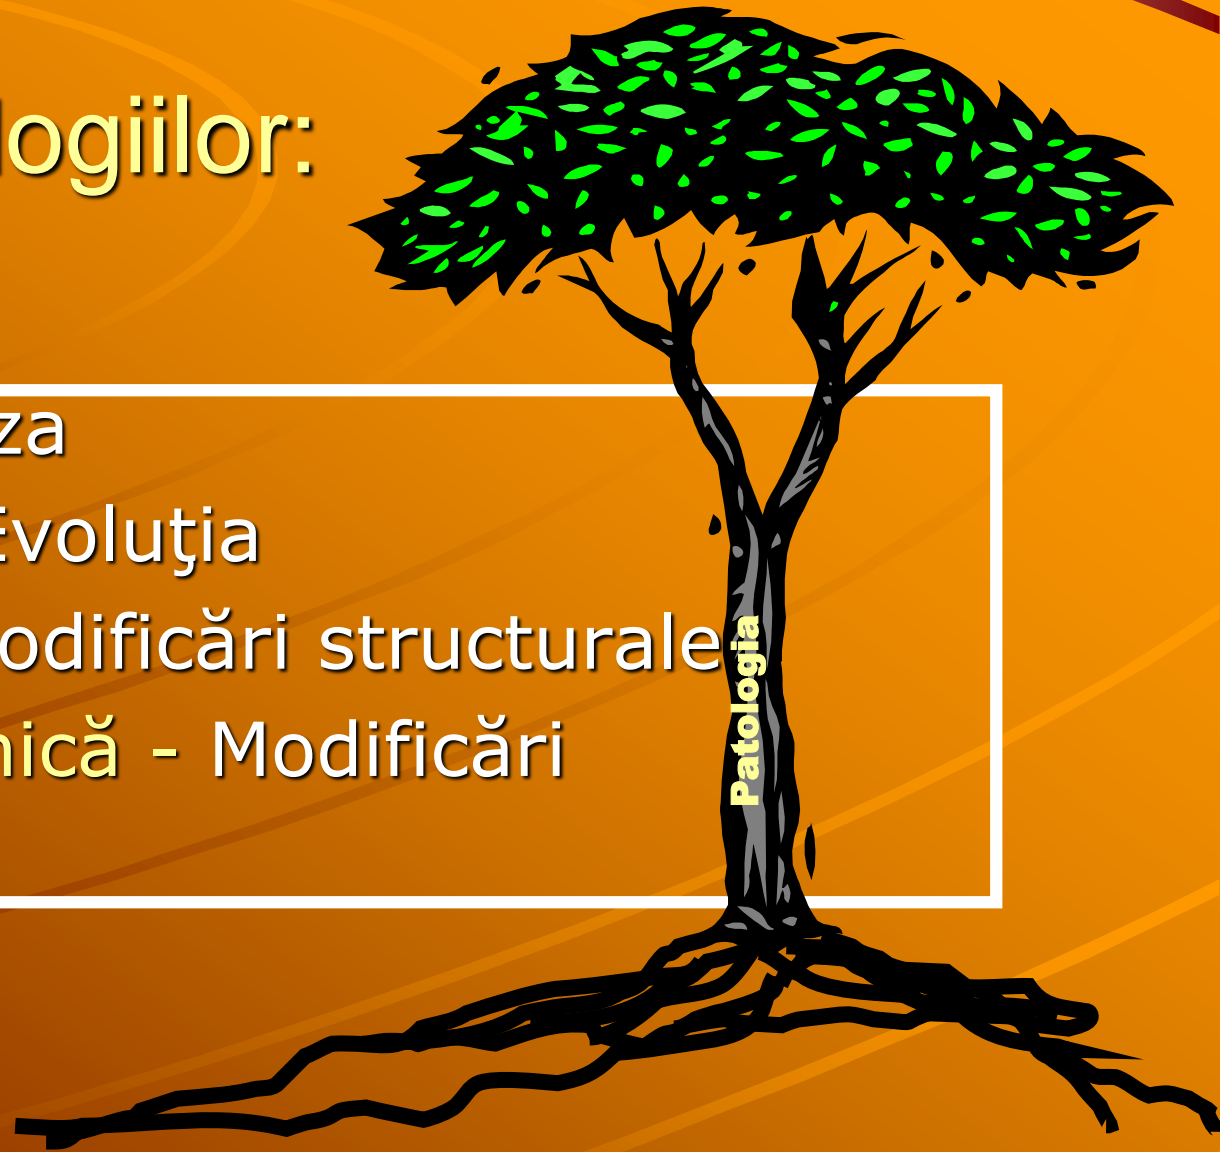 logiilor:
za
Evoluţia
odificări structurale
nică - Modificări
Patologia